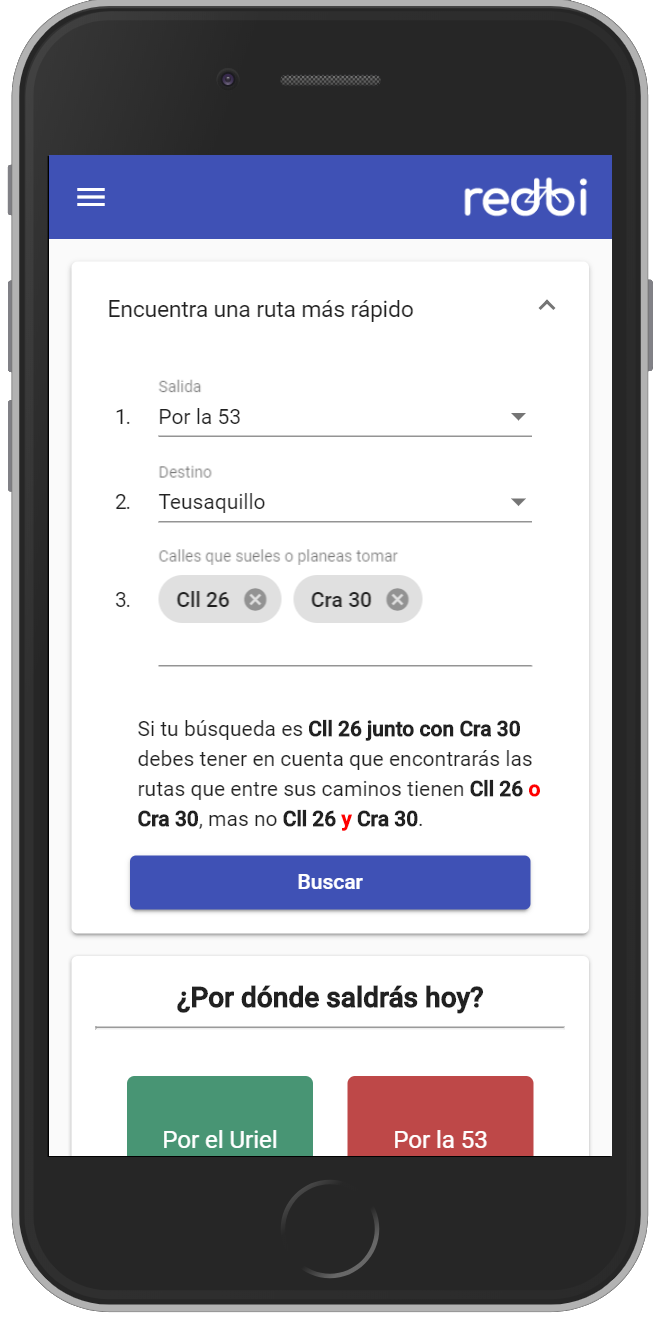 redbi
Encuentra una ruta más rápido
Salida
1. Por la 53
Destino
2. Teusaquillo
Calles que sueles o planeas tomar
3. Cll 26 Cra 30
Si tu búsqueda es Cll 26 junto con Cra 30
debes tener en cuenta que encontrarás las
rutas que entre sus caminos tienen Cll 26 o
Cra 30, mas no Cll 26 y Cra 30.
Buscar
¿Por dónde saldrás hoy?
Por el Uriel Por la 53